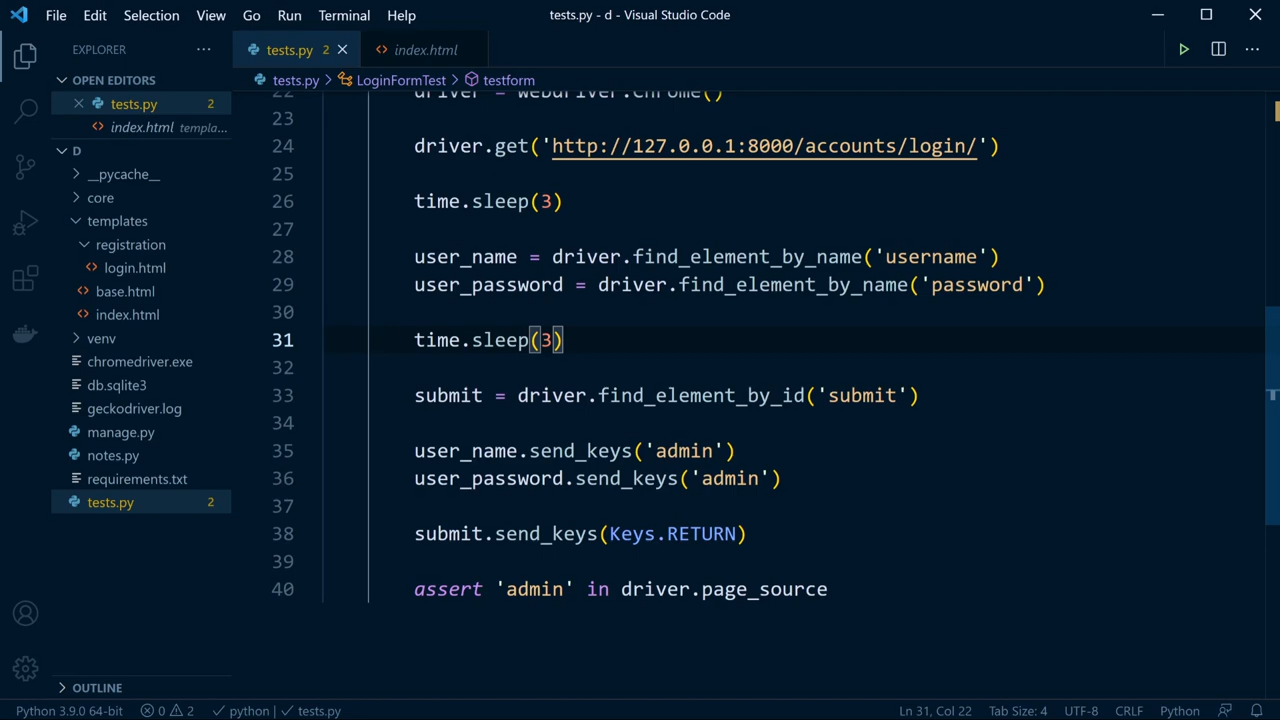 File Edit Selection View Go Run Terminal Help
tests.py - d - Visual Studio Code
EXPLORER
OPEN EDITORS
tests.py 2
index.html templa...
D
__pycache__
core
templates
registration
login.html
base.html
index.html
venv
chromedriver.exe
db.sqlite3
geckodriver.log
manage.py
notes.py
requirements.txt
tests.py 2
OUTLINE
tests.py 2
index.html
tests.py > LoginFormTest > testform
22 driver = webdriver.Chrome()
23
24 driver.get('http://127.0.0.1:8000/accounts/login/')
25
26 time.sleep(3)
27
28 user_name = driver.find_element_by_name('username')
29 user_password = driver.find_element_by_name('password')
30
31 time.sleep(3)
32
33 submit = driver.find_element_by_id('submit')
34
35 user_name.send_keys('admin')
36 user_password.send_keys('admin')
37
38 submit.send_keys(Keys.RETURN)
39
40 assert 'admin' in driver.page_source
Python 3.9.0 64-bit 0 2 python | tests.py Ln 31, Col 22 Tab Size: 4 UTF-8 CRLF Python